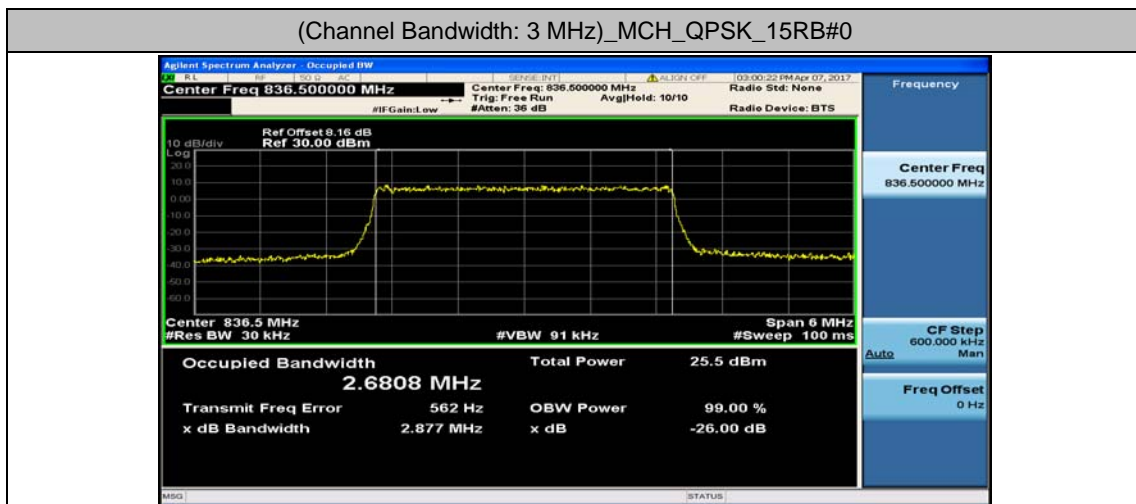 (Channel Bandwidth: 3 MHz)_MCH_QPSK_15RB#0
Agilent Spectrum Analyzer - Occupied BW
LXI RL RF 50 Ω AC SENSE:INT ALIGN OFF 03:00:22 PM Apr 07, 2017
Center Freq 836.500000 MHz
Center Freq: 836.500000 MHz
Radio Std: None
Trig: Free Run Avg|Hold: 10/10
#IFGain:Low
#Atten: 36 dB
Radio Device: BTS
Frequency
Ref Offset 8.16 dB
10 dB/div Ref 30.00 dBm
Log
20.0
10.0
0.00
-10.0
-20.0
-30.0
-40.0
-50.0
-60.0
Center Freq
836.500000 MHz
Center 836.5 MHz Span 6 MHz
#Res BW 30 kHz #VBW 91 kHz #Sweep 100 ms
CF Step
600.000 kHz
Auto Man
Freq Offset
0 Hz
Occupied Bandwidth Total Power 25.5 dBm
2.6808 MHz
Transmit Freq Error 562 Hz OBW Power 99.00 %
x dB Bandwidth 2.877 MHz x dB -26.00 dB
MSG STATUS